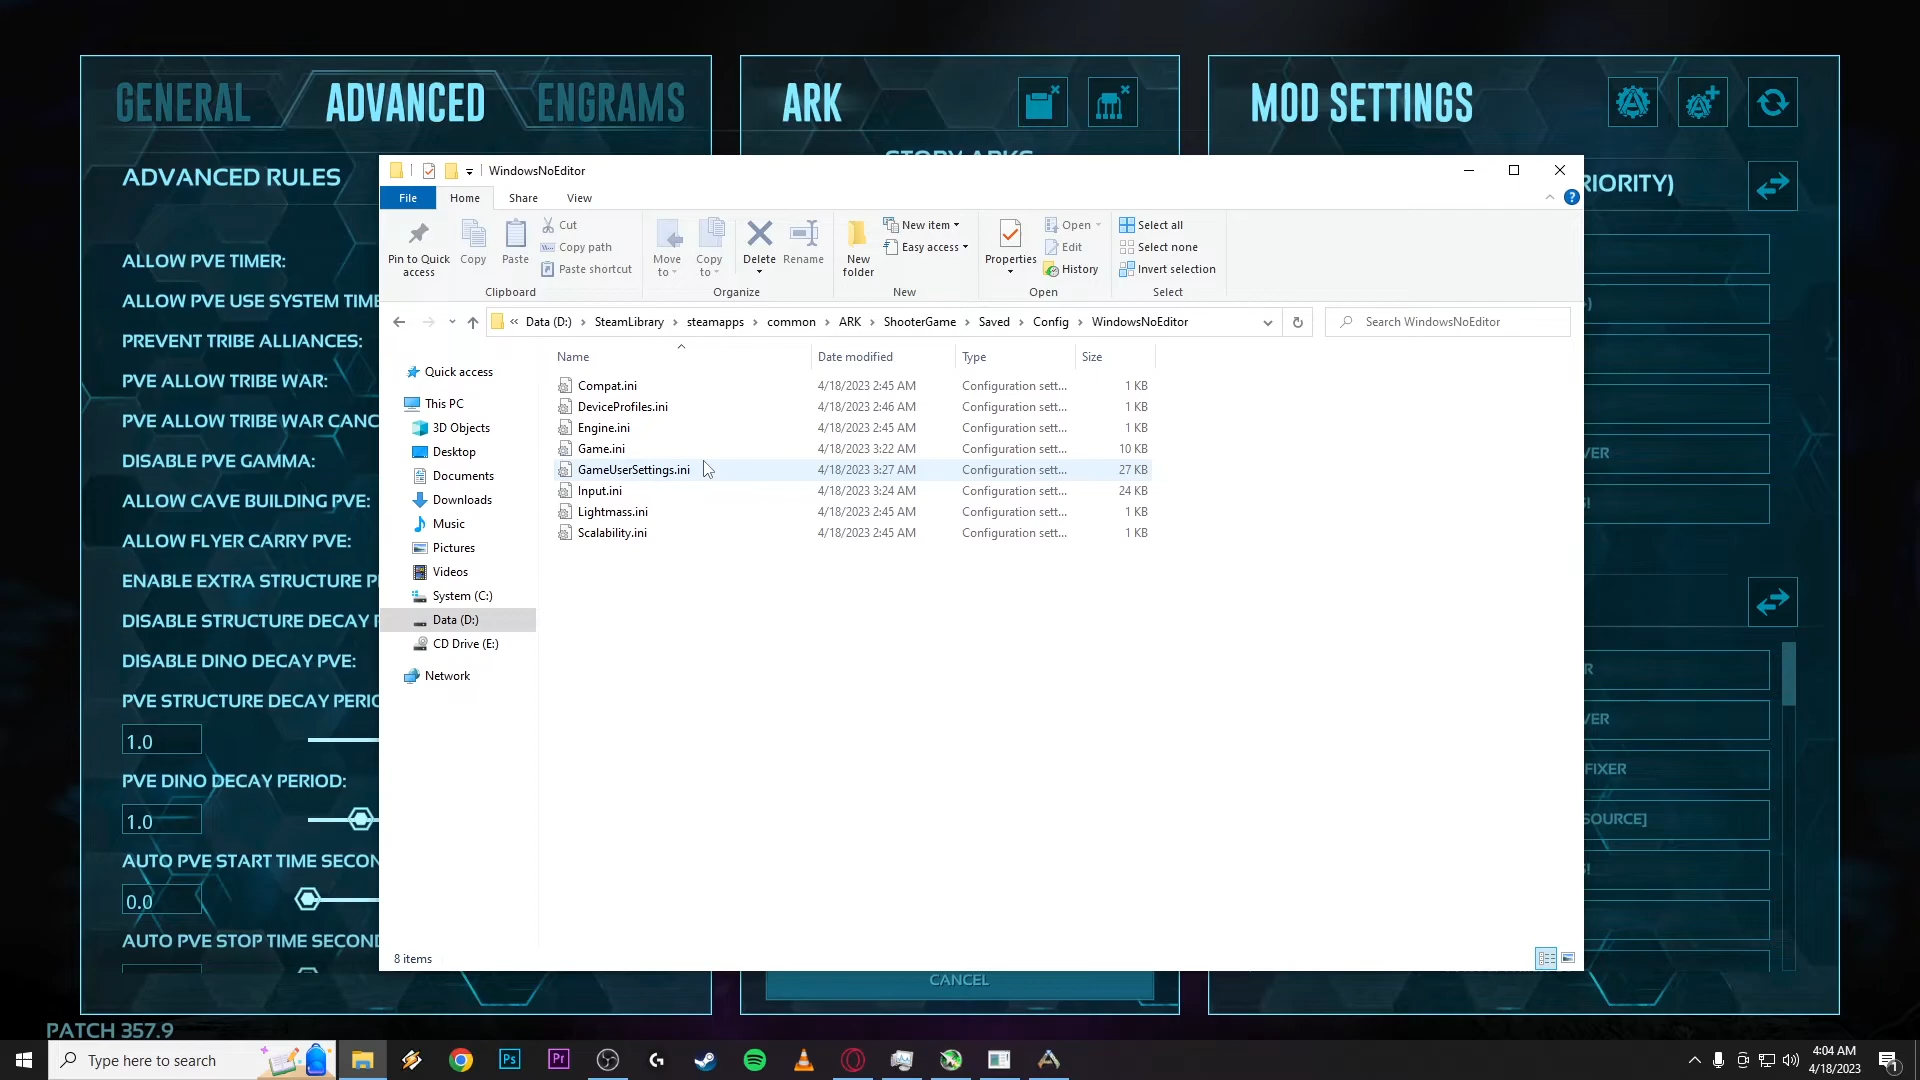 GENERAL
ADVANCED
ENGRAMS
ARK
MOD SETTINGS
ADVANCED RULES
ALLOW PVE TIMER:
ALLOW PVE USE SYSTEM TIME
PREVENT TRIBE ALLIANCES:
PVE ALLOW TRIBE WAR:
PVE ALLOW TRIBE WAR CANC
DISABLE PVE GAMMA:
ALLOW CAVE BUILDING PVE:
ALLOW FLYER CARRY PVE:
ENABLE EXTRA STRUCTURE P
DISABLE STRUCTURE DECAY P
DISABLE DINO DECAY PVE:
PVE STRUCTURE DECAY PERIO
1.0
PVE DINO DECAY PERIOD:
1.0
AUTO PVE START TIME SECON
0.0
AUTO PVE STOP TIME SECOND
STORY ARKS
WindowsNoEditor
File
Home
Share
View
Pin to Quick access
Copy
Paste
Cut
Copy path
Paste shortcut
Clipboard
Move to
Copy to
Delete
Rename
Organize
New folder
New item
Easy access
New
Properties
Open
Edit
History
Open
Select all
Select none
Invert selection
Select
« Data (D:) › SteamLibrary › steamapps › common › ARK › ShooterGame › Saved › Config › WindowsNoEditor
Search WindowsNoEditor
Quick access
This PC
3D Objects
Desktop
Documents
Downloads
Music
Pictures
Videos
System (C:)
Data (D:)
CD Drive (E:)
Network
Name Date modified Type Size
Compat.ini 4/18/2023 2:45 AM Configuration sett... 1 KB
DeviceProfiles.ini 4/18/2023 2:46 AM Configuration sett... 1 KB
Engine.ini 4/18/2023 2:45 AM Configuration sett... 1 KB
Game.ini 4/18/2023 3:22 AM Configuration sett... 10 KB
GameUserSettings.ini 4/18/2023 3:27 AM Configuration sett... 27 KB
Input.ini 4/18/2023 3:24 AM Configuration sett... 24 KB
Lightmass.ini 4/18/2023 2:45 AM Configuration sett... 1 KB
Scalability.ini 4/18/2023 2:45 AM Configuration sett... 1 KB
8 items
RIORITY)
VER
R
VER
FIXER
SOURCE]
CANCEL
PATCH 357.9
Type here to search
Ps
Pr
4:04 AM
4/18/2023
1